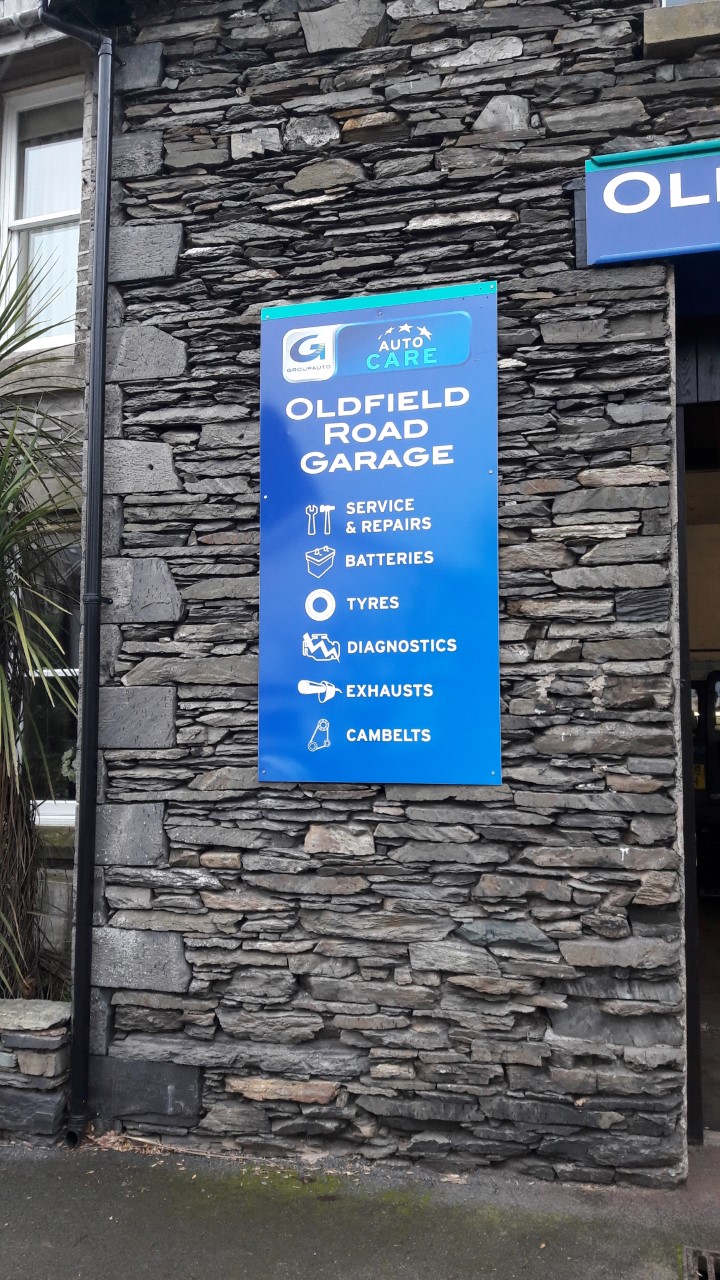 OL
G
GROUPAUTO
AUTO
CARE
OLDFIELD
ROAD
GARAGE
SERVICE
& REPAIRS
BATTERIES
TYRES
DIAGNOSTICS
EXHAUSTS
CAMBELTS